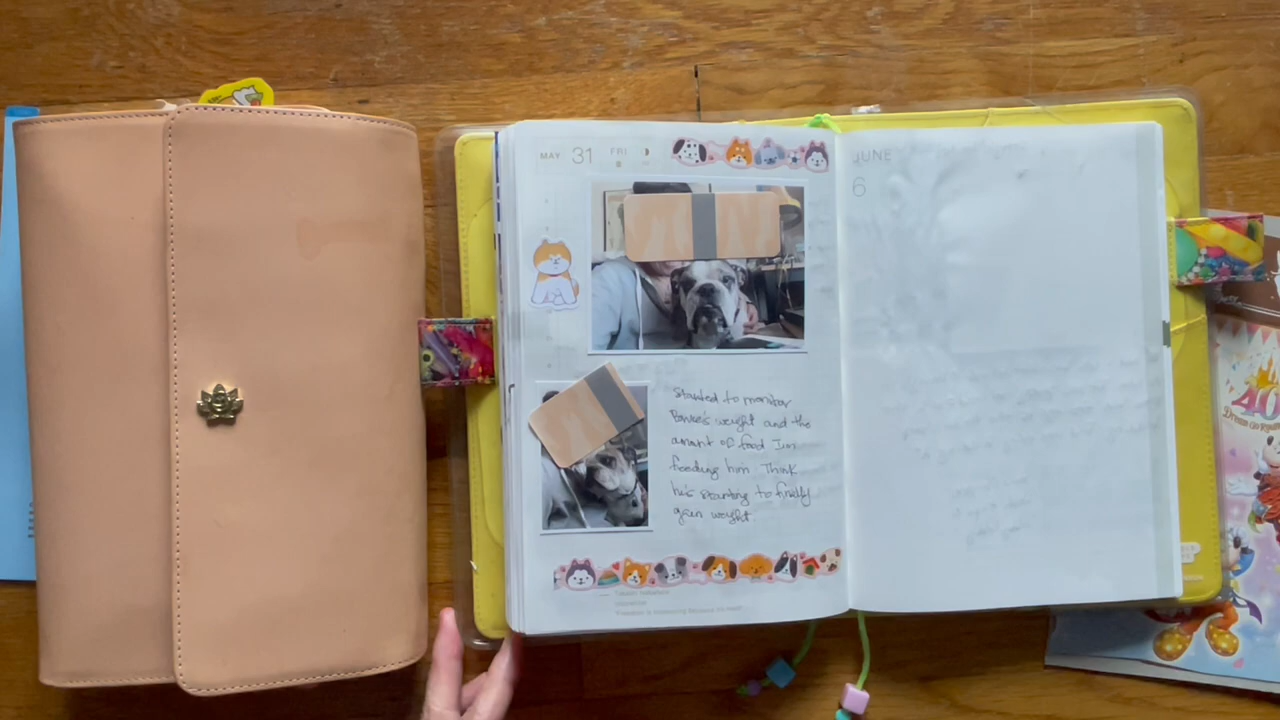 MAY 31 FRI
JUNE
6
Started to monitor
Bowie's weight and the
amount of food I'm
feeding him. Think
he's starting to finally
gain weight.
40